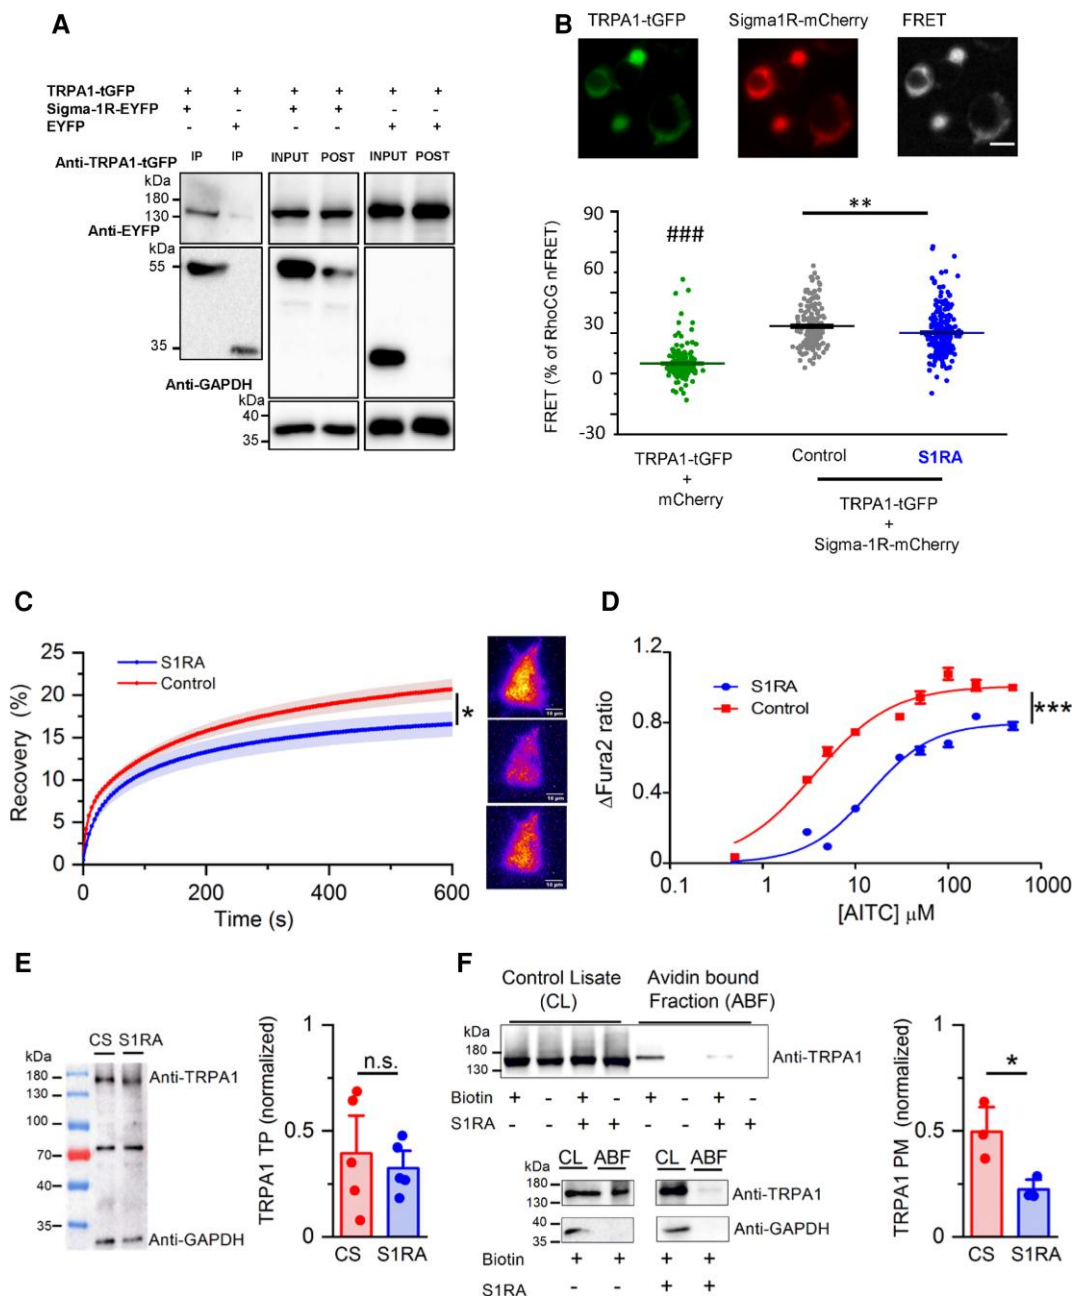 A
TRPA1-tGFP + + + + + +
Sigma-1R-EYFP + - + + - -
EYFP - + - - + +
Anti-TRPA1-tGFP IP IP INPUT POST INPUT POST
kDa
180
130
Anti-EYFP
kDa
55
35
Anti-GAPDH
kDa
40
35
B
TRPA1-tGFP Sigma1R-mCherry FRET
FRET (% of RhoCG nFRET)
90
60
30
0
-30
###
**
TRPA1-tGFP
+
mCherry
Control S1RA
TRPA1-tGFP
+
Sigma-1R-mCherry
C
Recovery (%)
25
20
15
10
5
0
S1RA
Control
*
0 200 400 600
Time (s)
10 µm
10 µm
10 µm
D
ΔFura2 ratio
1.2
0.8
0.4
0
S1RA
Control
***
0.1 1 10 100 1000
[AITC] µM
E
CS S1RA
kDa
180
130
100
70
40
35
Anti-TRPA1
Anti-GAPDH
TRPA1 TP (normalized)
1
0.5
0
n.s.
CS S1RA
F
Control Lisate Avidin bound
(CL) Fraction (ABF)
kDa
180
130
Anti-TRPA1
Biotin + - + - + - + -
S1RA - - + + - - + +
CL ABF CL ABF
kDa
180
130
Anti-TRPA1
40
35
Anti-GAPDH
Biotin + + + +
S1RA - - + +
TRPA1 PM (normalized)
1
0.5
0
*
CS S1RA